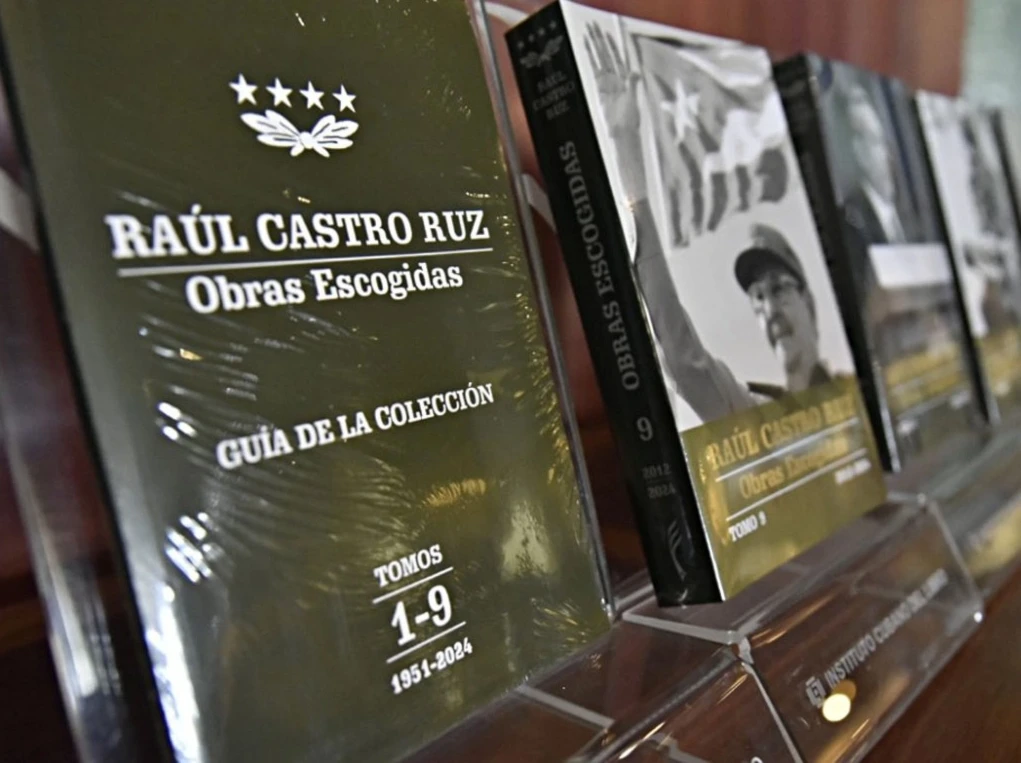 RAÚL CASTRO RUZ
Obras Escogidas
GUÍA DE LA COLECCIÓN
TOMOS
1-9
1951-2024
RAÚL
CASTRO
RUZ
OBRAS ESCOGIDAS
9
2012
2024
RAÚL CASTRO RUZ
Obras Escogidas
TOMO 9
INSTITUTO CUBANO DEL LIBRO